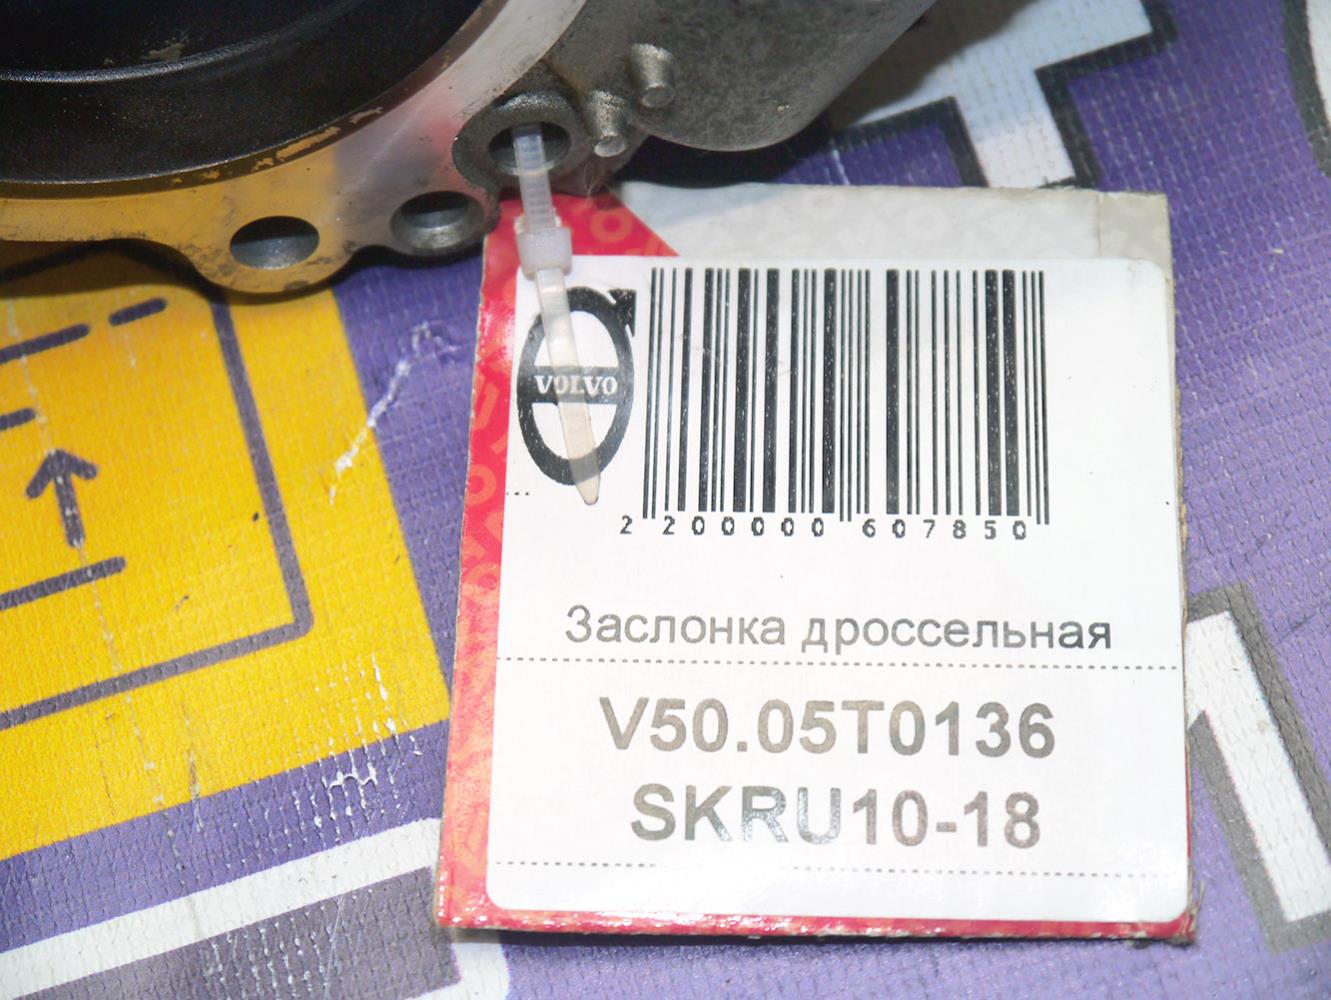 VOLVO
2 200000 607850
Заслонка дроссельная
V50.05T0136
SKRU10-18